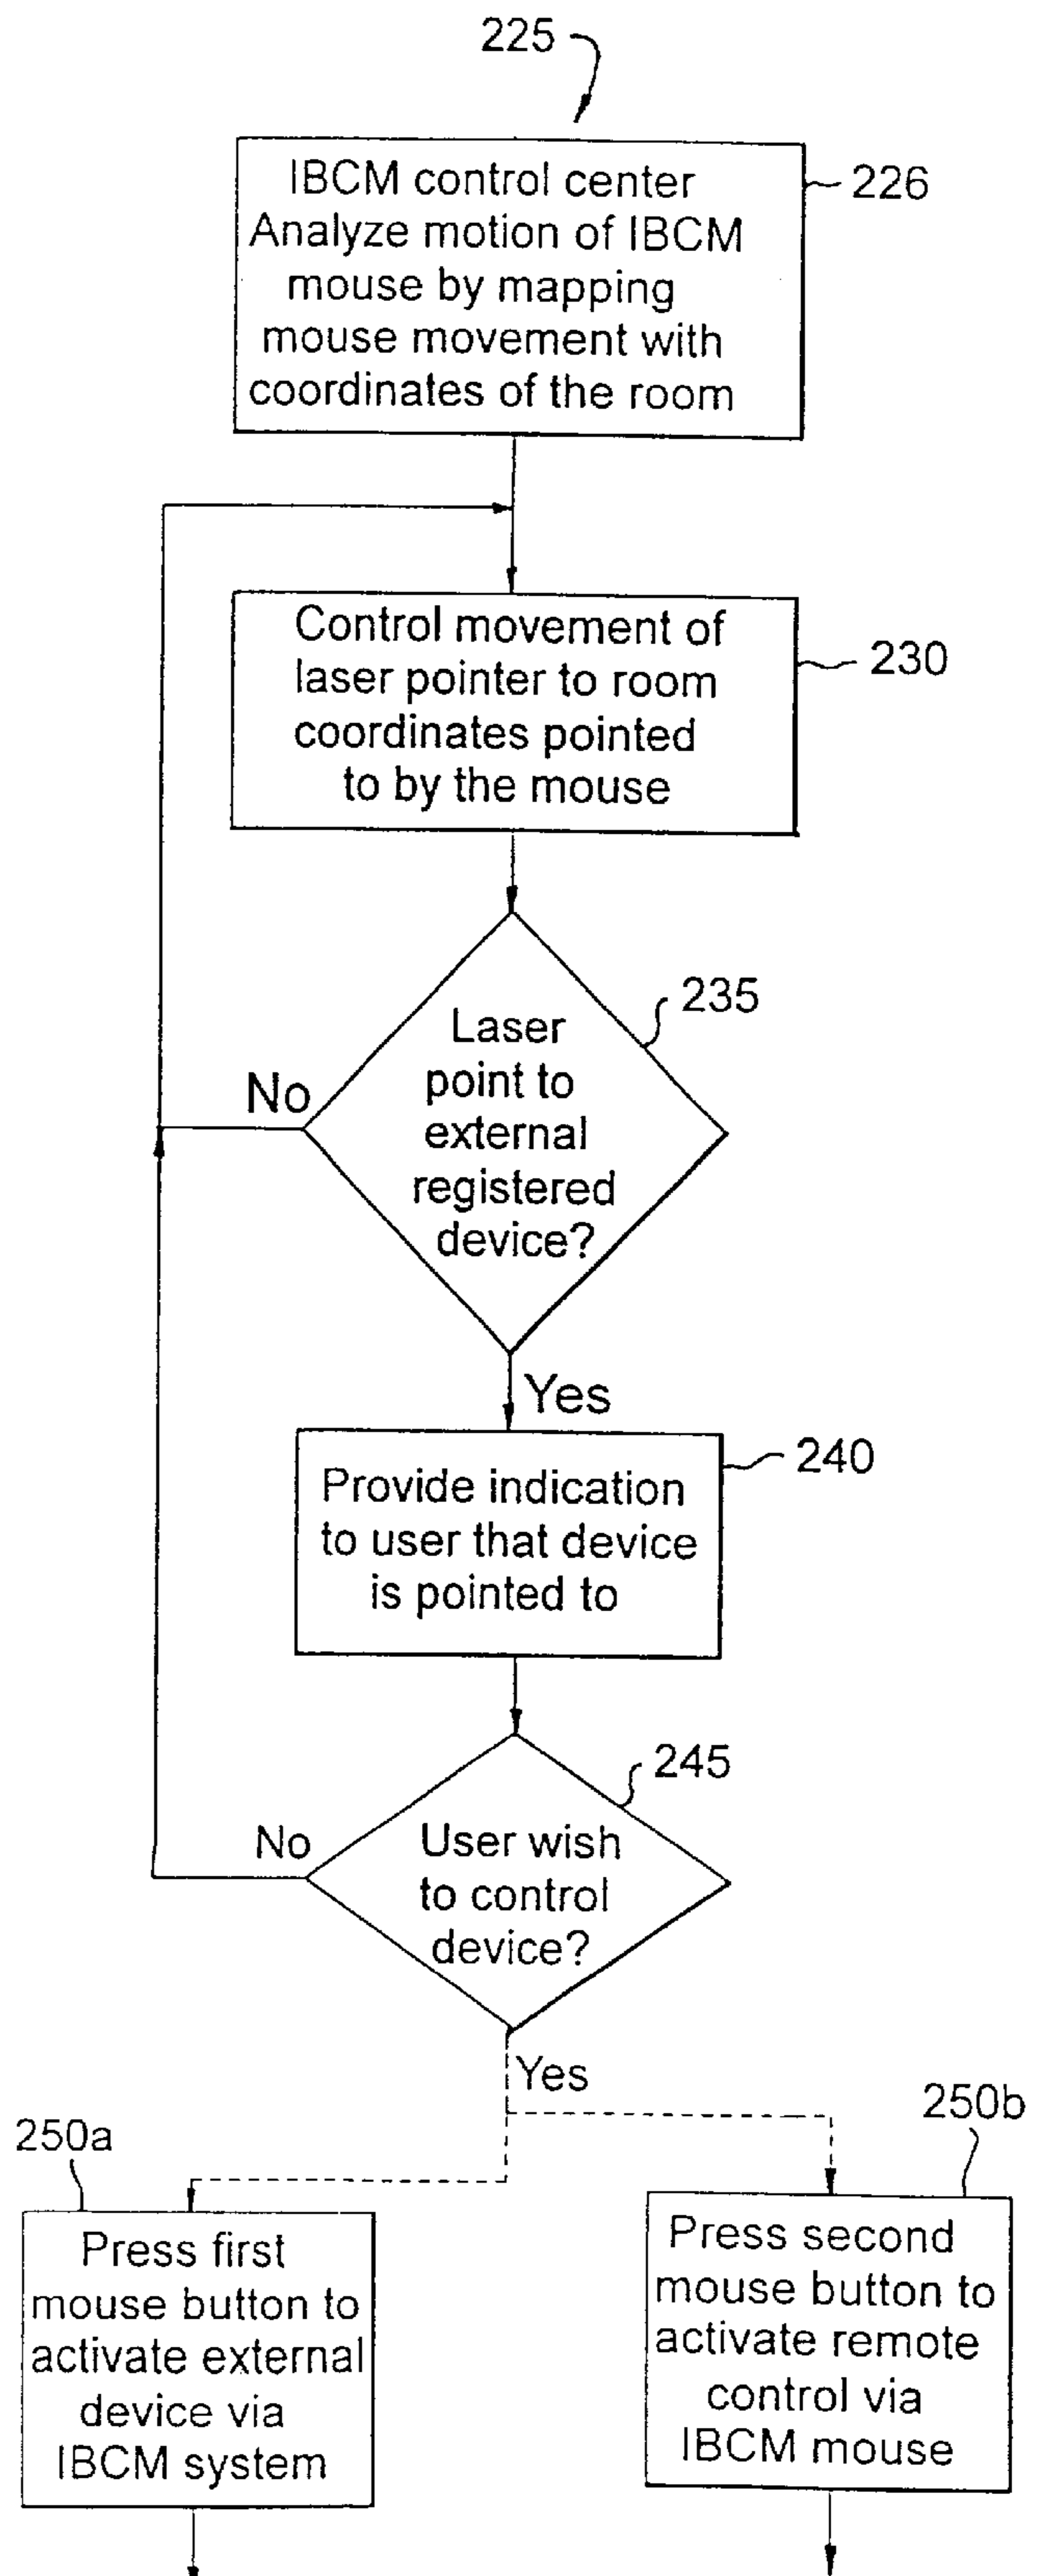 225
IBCM control center
Analyze motion of IBCM
mouse by mapping
mouse movement with
coordinates of the room
226
Control movement of
laser pointer to room
coordinates pointed
to by the mouse
230
Laser
point to
external
registered
device?
235
No
Yes
Provide indication
to user that device
is pointed to
240
User wish
to control
device?
245
No
Yes
250a
Press first
mouse button to
activate external
device via
IBCM system
250b
Press second
mouse button to
activate remote
control via
IBCM mouse